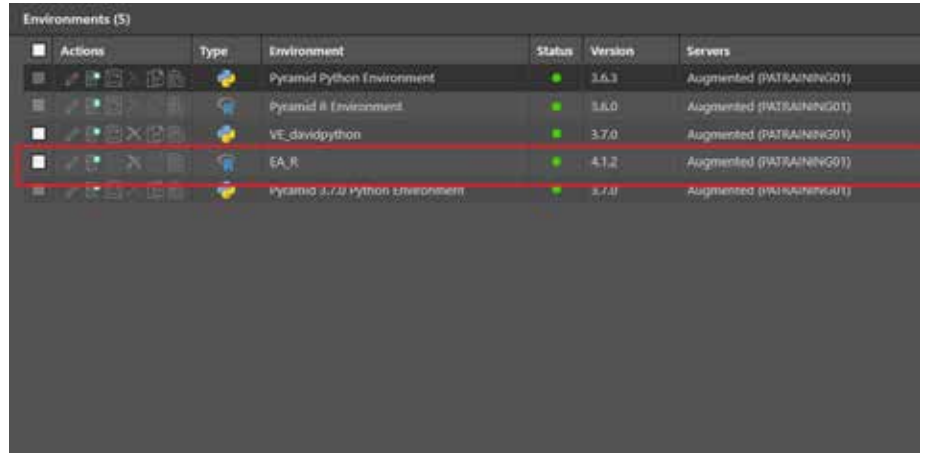 Environments (5)
Actions Type Environment Status Version Servers
Pyramid Python Environment 3.6.3 Augmented (PATRAINING01)
Pyramid R Environment 3.6.0 Augmented (PATRAINING01)
VE_davidpython 3.7.0 Augmented (PATRAINING01)
EA_R 4.1.2 Augmented (PATRAINING01)
Pyramid 3.7.0 Python Environment 3.7.0 Augmented (PATRAINING01)